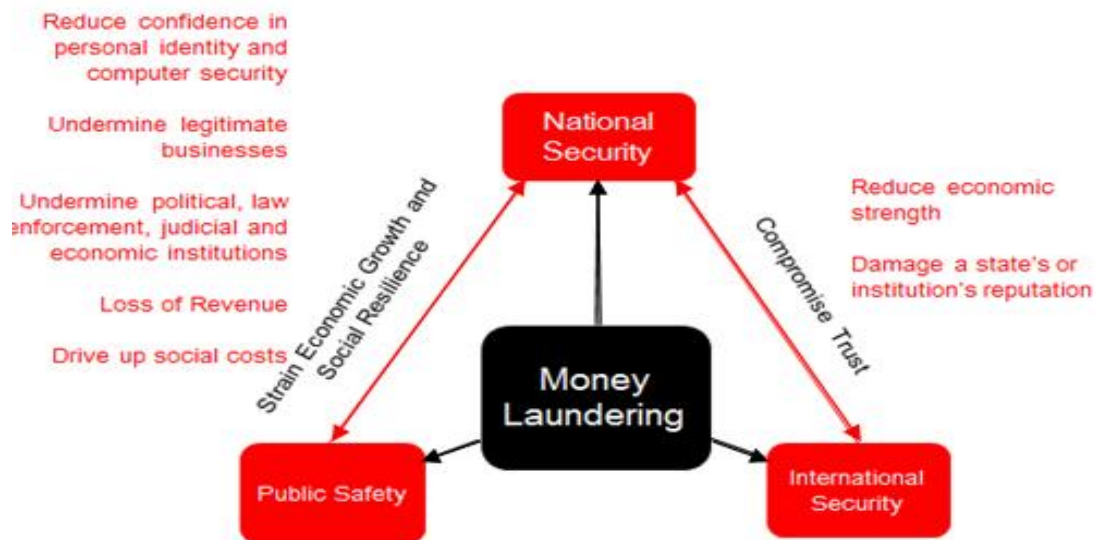 Reduce confidence in
personal identity and
computer security
Undermine legitimate
businesses
Undermine political, law
enforcement, judicial and
economic institutions
Loss of Revenue
Drive up social costs
Strain Economic Growth and
Social Resilience
National
Security
Compromise Trust
Reduce economic
strength
Damage a state's or
institution's reputation
Money
Laundering
Public Safety
International
Security